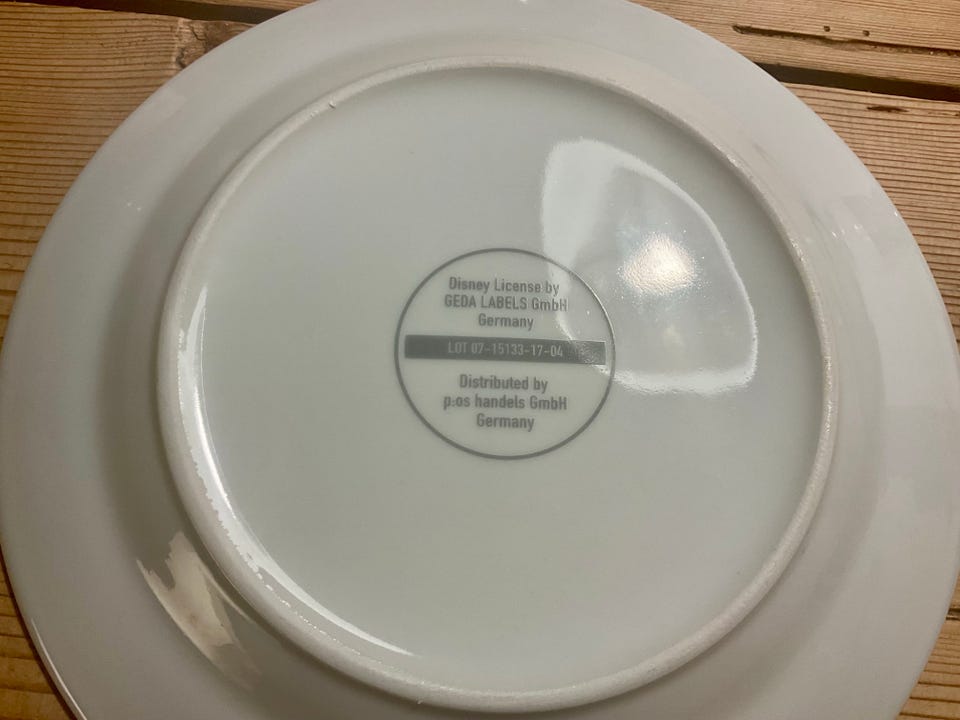 Disney License by
GEDA LABELS GmbH
Germany
LOT 07-15133-17-04
Distributed by
p:os handels GmbH
Germany